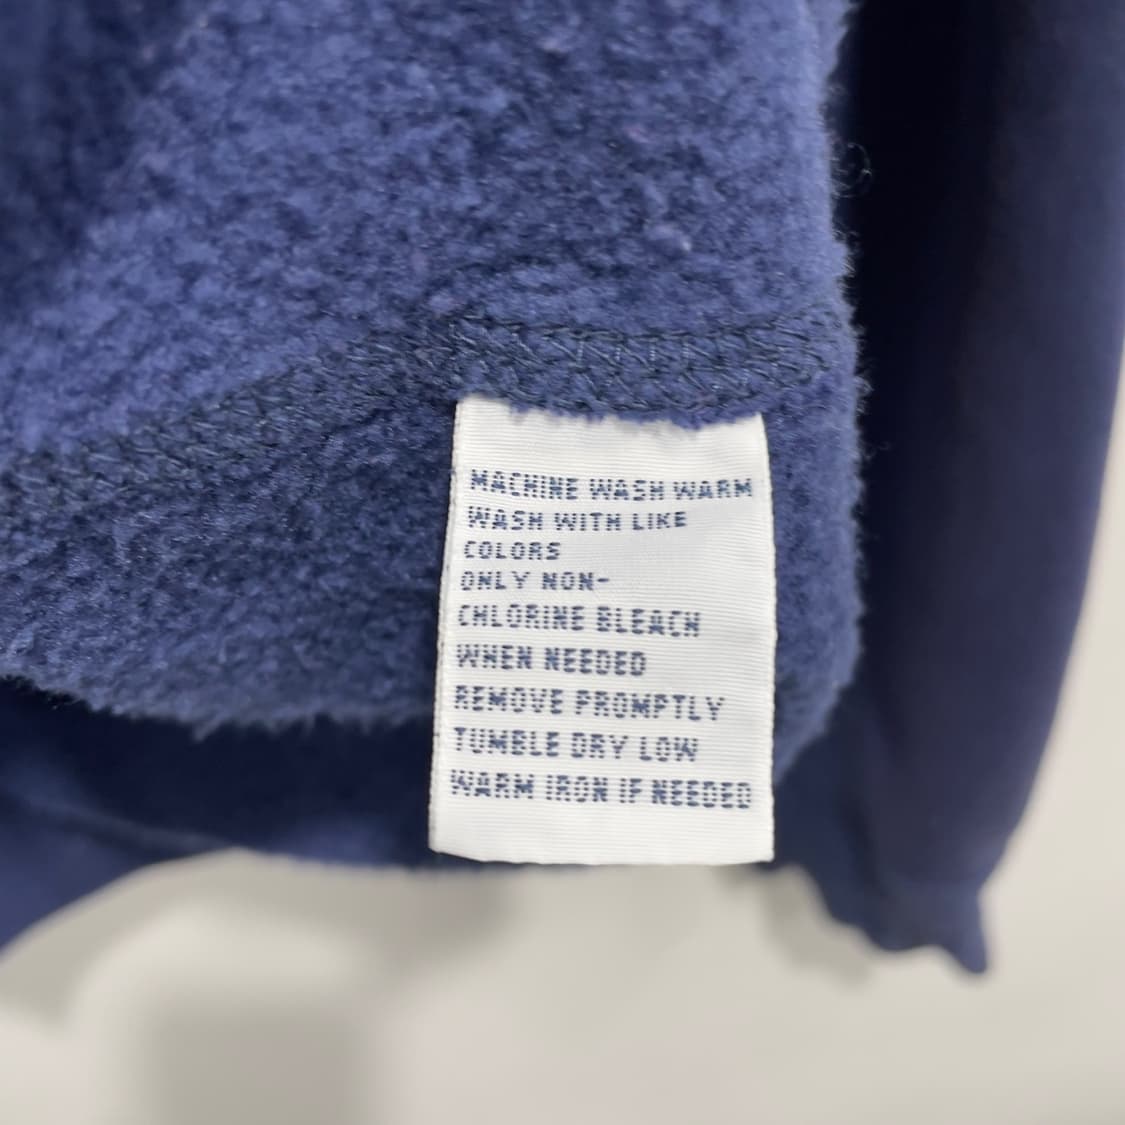 MACHINE WASH WARM
WASH WITH LIKE
COLORS
ONLY NON-
CHLORINE BLEACH
WHEN NEEDED
REMOVE PROMPTLY
TUMBLE DRY LOW
WARM IRON IF NEEDED